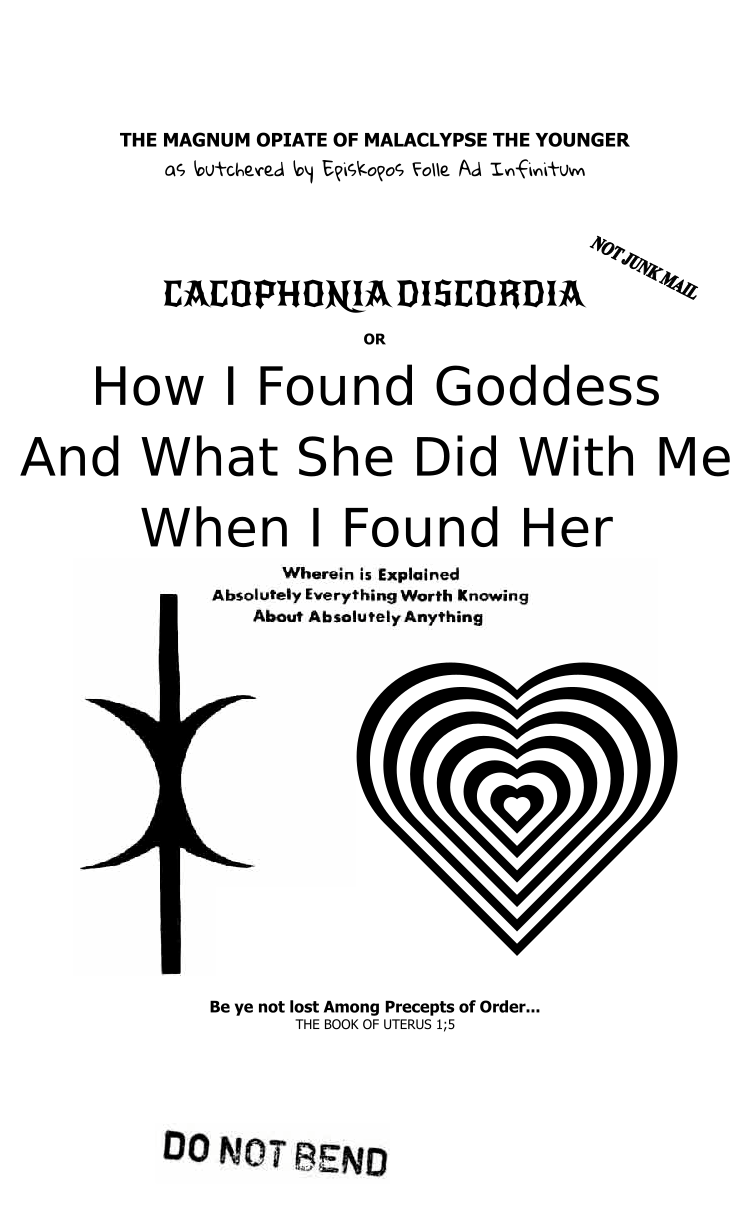 THE MAGNUM OPIATE OF MALACLYPSE THE YOUNGER
as butchered by Episkopos Folle Ad Infinitum
NOT JUNK MAIL
CACOPHONIA DISCORDIA
OR
How I Found Goddess
And What She Did With Me
When I Found Her
Wherein is Explained
Absolutely Everything Worth Knowing
About Absolutely Anything
Be ye not lost Among Precepts of Order...
THE BOOK OF UTERUS 1;5
DO NOT BEND